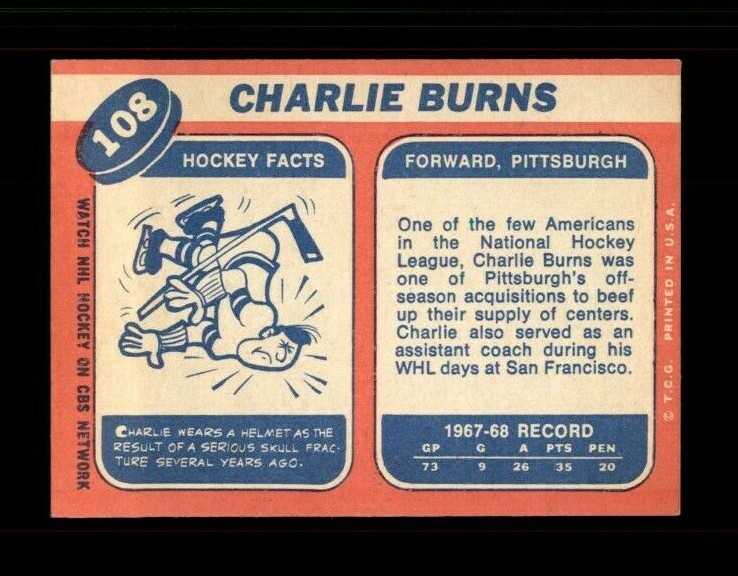 108
CHARLIE BURNS
HOCKEY FACTS
CHARLIE WEARS A HELMET AS THE
RESULT OF A SERIOUS SKULL FRAC-
TURE SEVERAL YEARS AGO.
FORWARD, PITTSBURGH
One of the few Americans
in the National Hockey
League, Charlie Burns was
one of Pittsburgh's off-
season acquisitions to beef
up their supply of centers.
Charlie also served as an
assistant coach during his
WHL days at San Francisco.
1967-68 RECORD
GP G A PTS PEN
73 9 26 35 20
WATCH NHL HOCKEY ON CBS NETWORK
© T.C.G. PRINTED IN U.S.A.